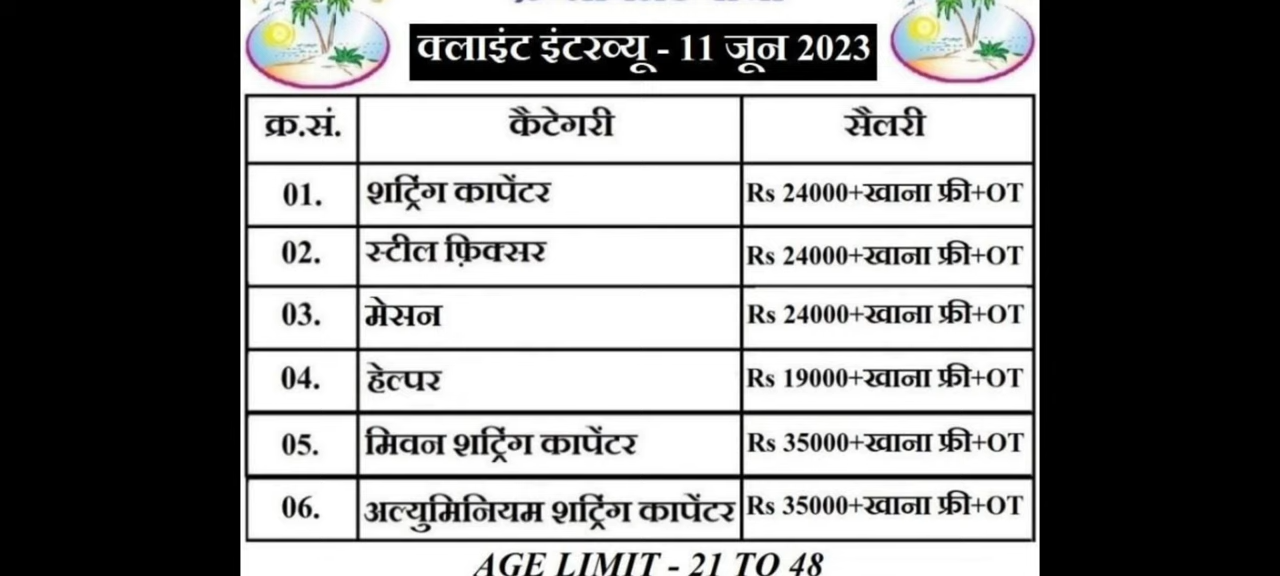 क्लाइंट इंटरव्यू - 11 जून 2023
क्र.सं. कैटेगरी सैलरी
01. शट्रिंग कार्पेंटर Rs 24000+खाना फ्री+OT
02. स्टील फ़िक्सर Rs 24000+खाना फ्री+OT
03. मेसन Rs 24000+खाना फ्री+OT
04. हेल्पर Rs 19000+खाना फ्री+OT
05. मिवन शट्रिंग कार्पेंटर Rs 35000+खाना फ्री+OT
06. अल्युमिनियम शट्रिंग कार्पेंटर Rs 35000+खाना फ्री+OT
AGE LIMIT - 21 TO 48